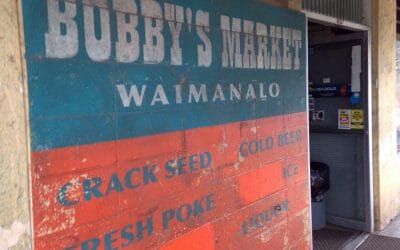 BOBBY'S MARKET
WAIMANALO
CRACK SEED
COLD BEER
ICE
FRESH POKE
LIQUOR